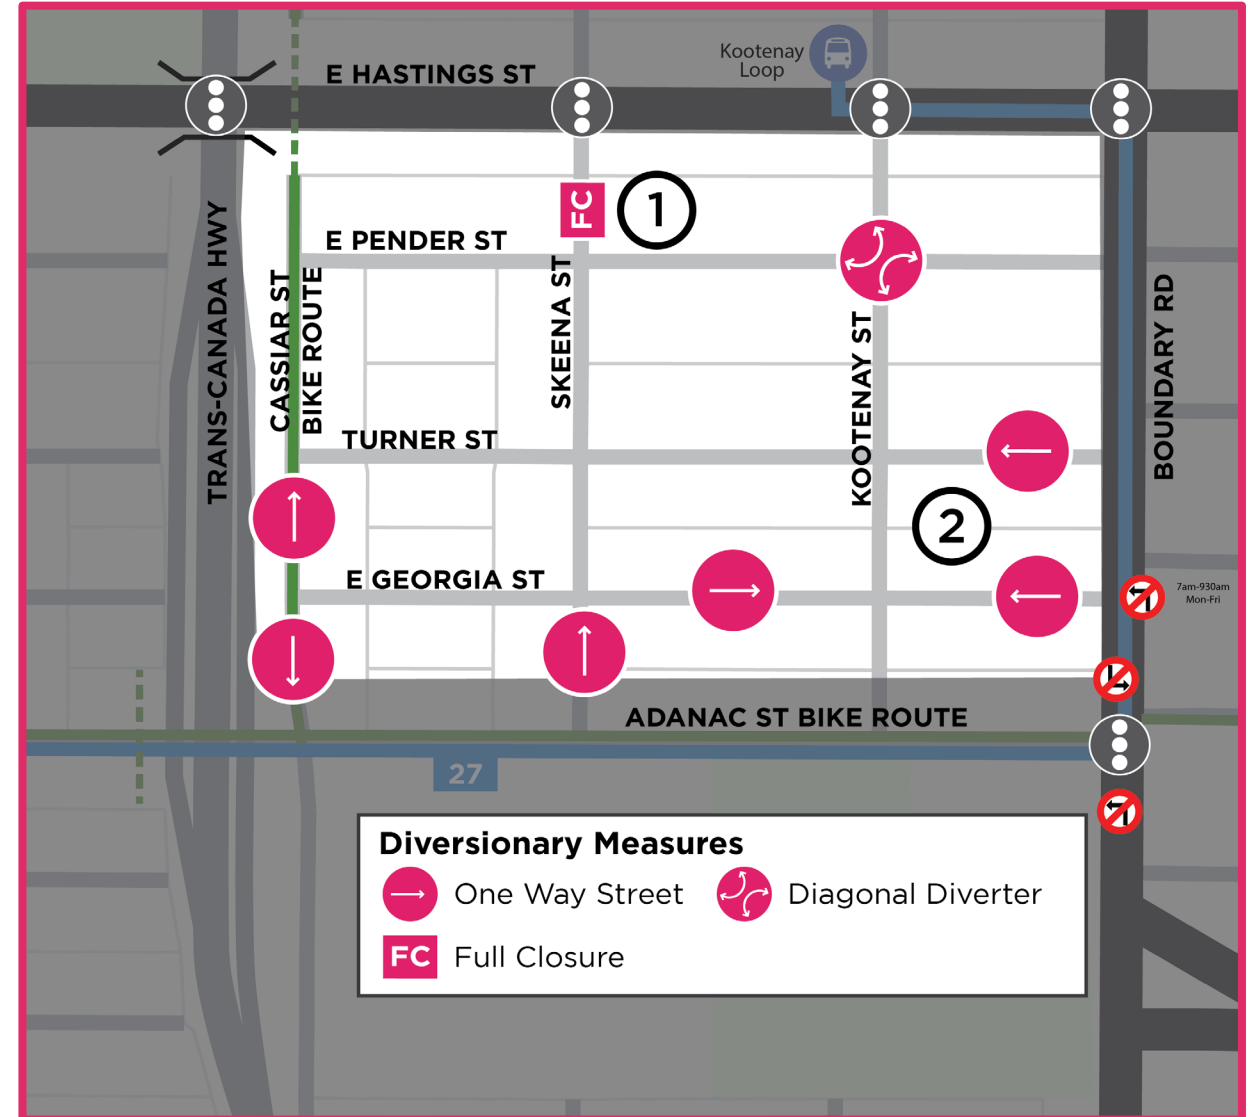 Kootenay
Loop
E HASTINGS ST
FC
1
E PENDER ST
TRANS-CANADA HWY
CASSIAR ST
BIKE ROUTE
SKEENA ST
KOOTENAY ST
BOUNDARY RD
TURNER ST
2
E GEORGIA ST
7am-930am
Mon-Fri
ADANAC ST BIKE ROUTE
27
Diversionary Measures
One Way Street
Diagonal Diverter
FC
Full Closure